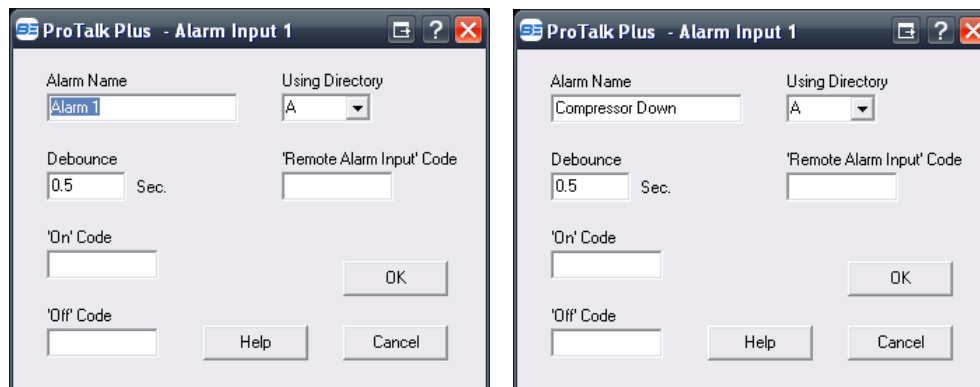 ProTalk Plus - Alarm Input 1
Alarm Name
Using Directory
Alarm 1
A
Debounce
'Remote Alarm Input' Code
0.5
Sec.
'On' Code
OK
'Off' Code
Help
Cancel
ProTalk Plus - Alarm Input 1
Alarm Name
Using Directory
Compressor Down
A
Debounce
'Remote Alarm Input' Code
0.5
Sec.
'On' Code
OK
'Off' Code
Help
Cancel